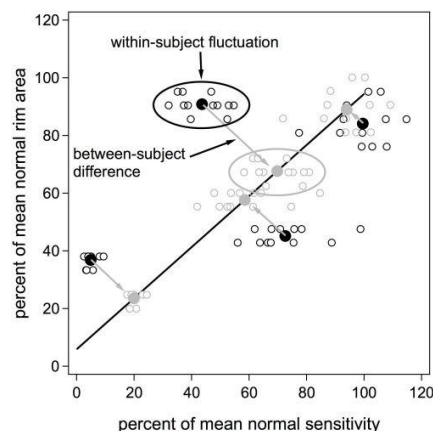 within-subject fluctuation
between-subject
difference
percent of mean normal rim area
120
100
80
60
40
20
0
0
20
40
60
80
100
120
percent of mean normal sensitivity